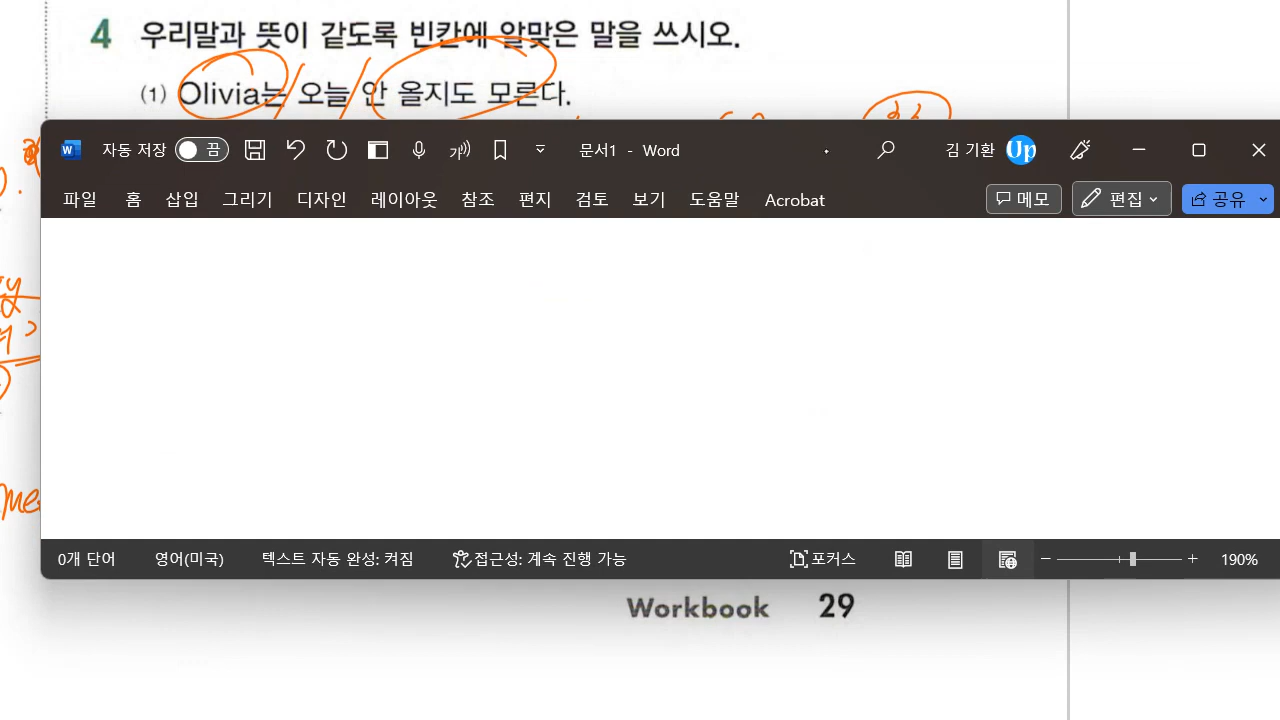 4 우리말과 뜻이 같도록 빈칸에 알맞은 말을 쓰시오.
(1) Olivia는 오늘 안 올지도 모른다.
자동 저장 끔 가 문서1 - Word 김 기환 Up
파일 홈 삽입 그리기 디자인 레이아웃 참조 편지 검토 보기 도움말 Acrobat 메모 편집 공유
0개 단어 영어(미국) 텍스트 자동 완성: 켜짐 접근성: 계속 진행 가능 포커스 190%
Workbook 29